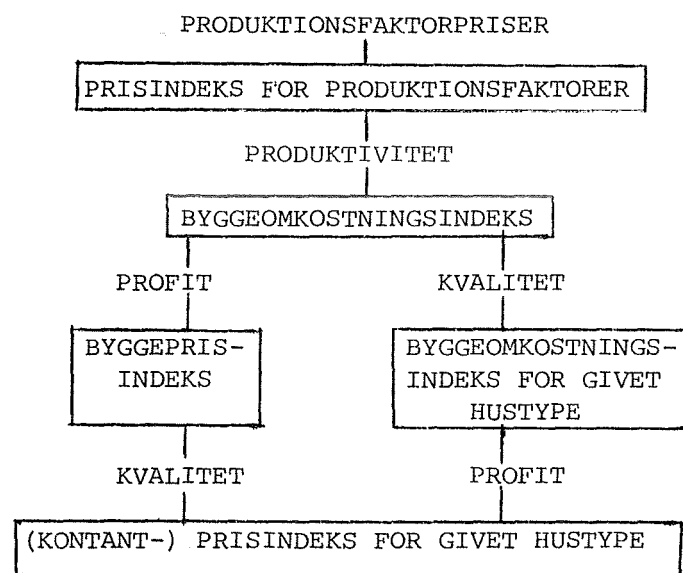 PRODUKTIONSFAKTORPRISER
PRISINDEKS FOR PRODUKTIONSFAKTORER
PRODUKTIVITET
BYGGEOMKOSTNINGSINDEKS
PROFIT
KVALITET
BYGGEPRIS-
INDEKS
BYGGEOMKOSTNINGS-
INDEKS FOR GIVET
HUSTYPE
KVALITET
PROFIT
(KONTANT-) PRISINDEKS FOR GIVET HUSTYPE